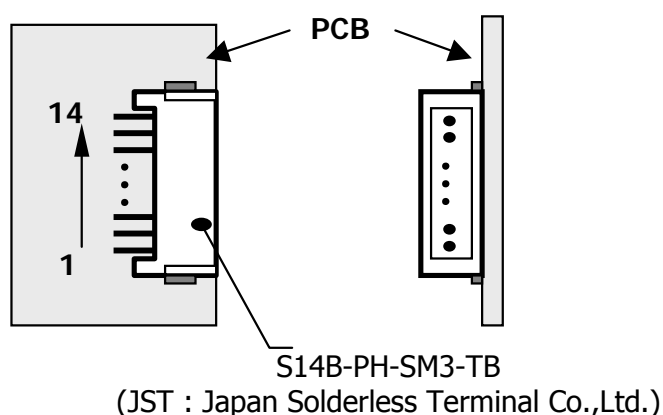 PCB
14
1
S14B-PH-SM3-TB
(JST : Japan Solderless Terminal Co.,Ltd.)